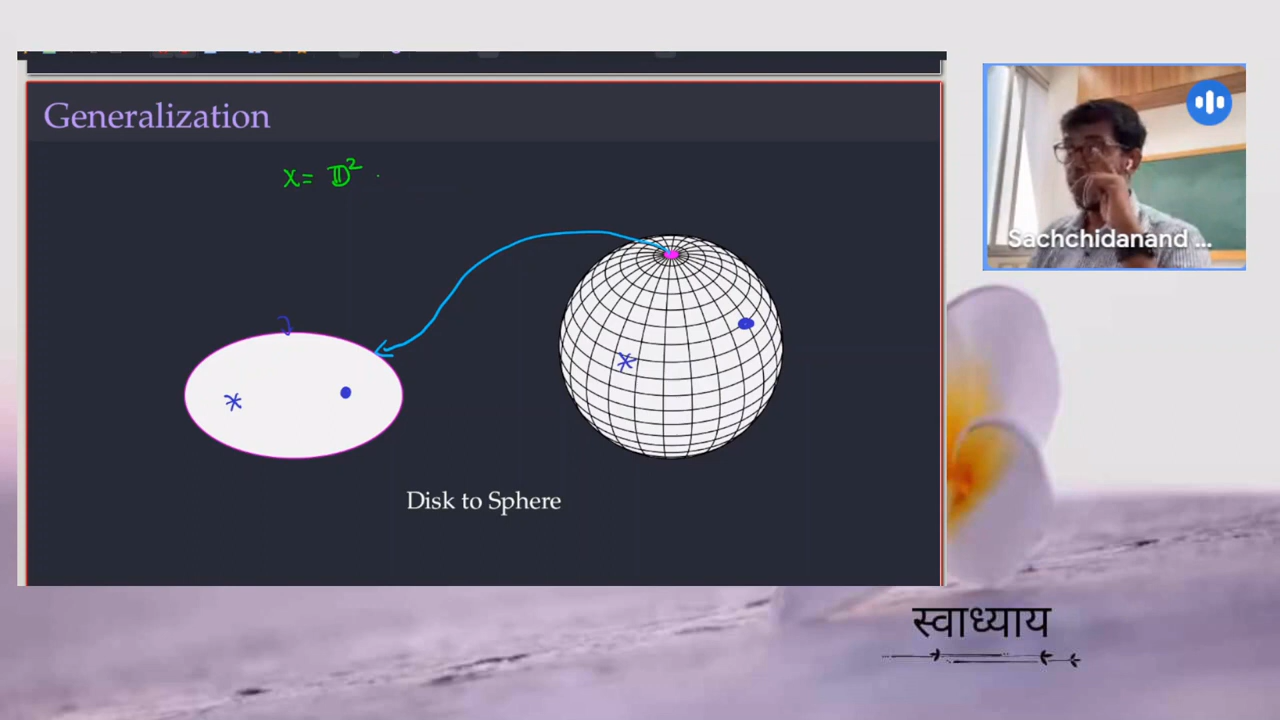 Generalization
X = 𝔻²
Disk to Sphere
Sachchidanand ...
स्वाध्याय